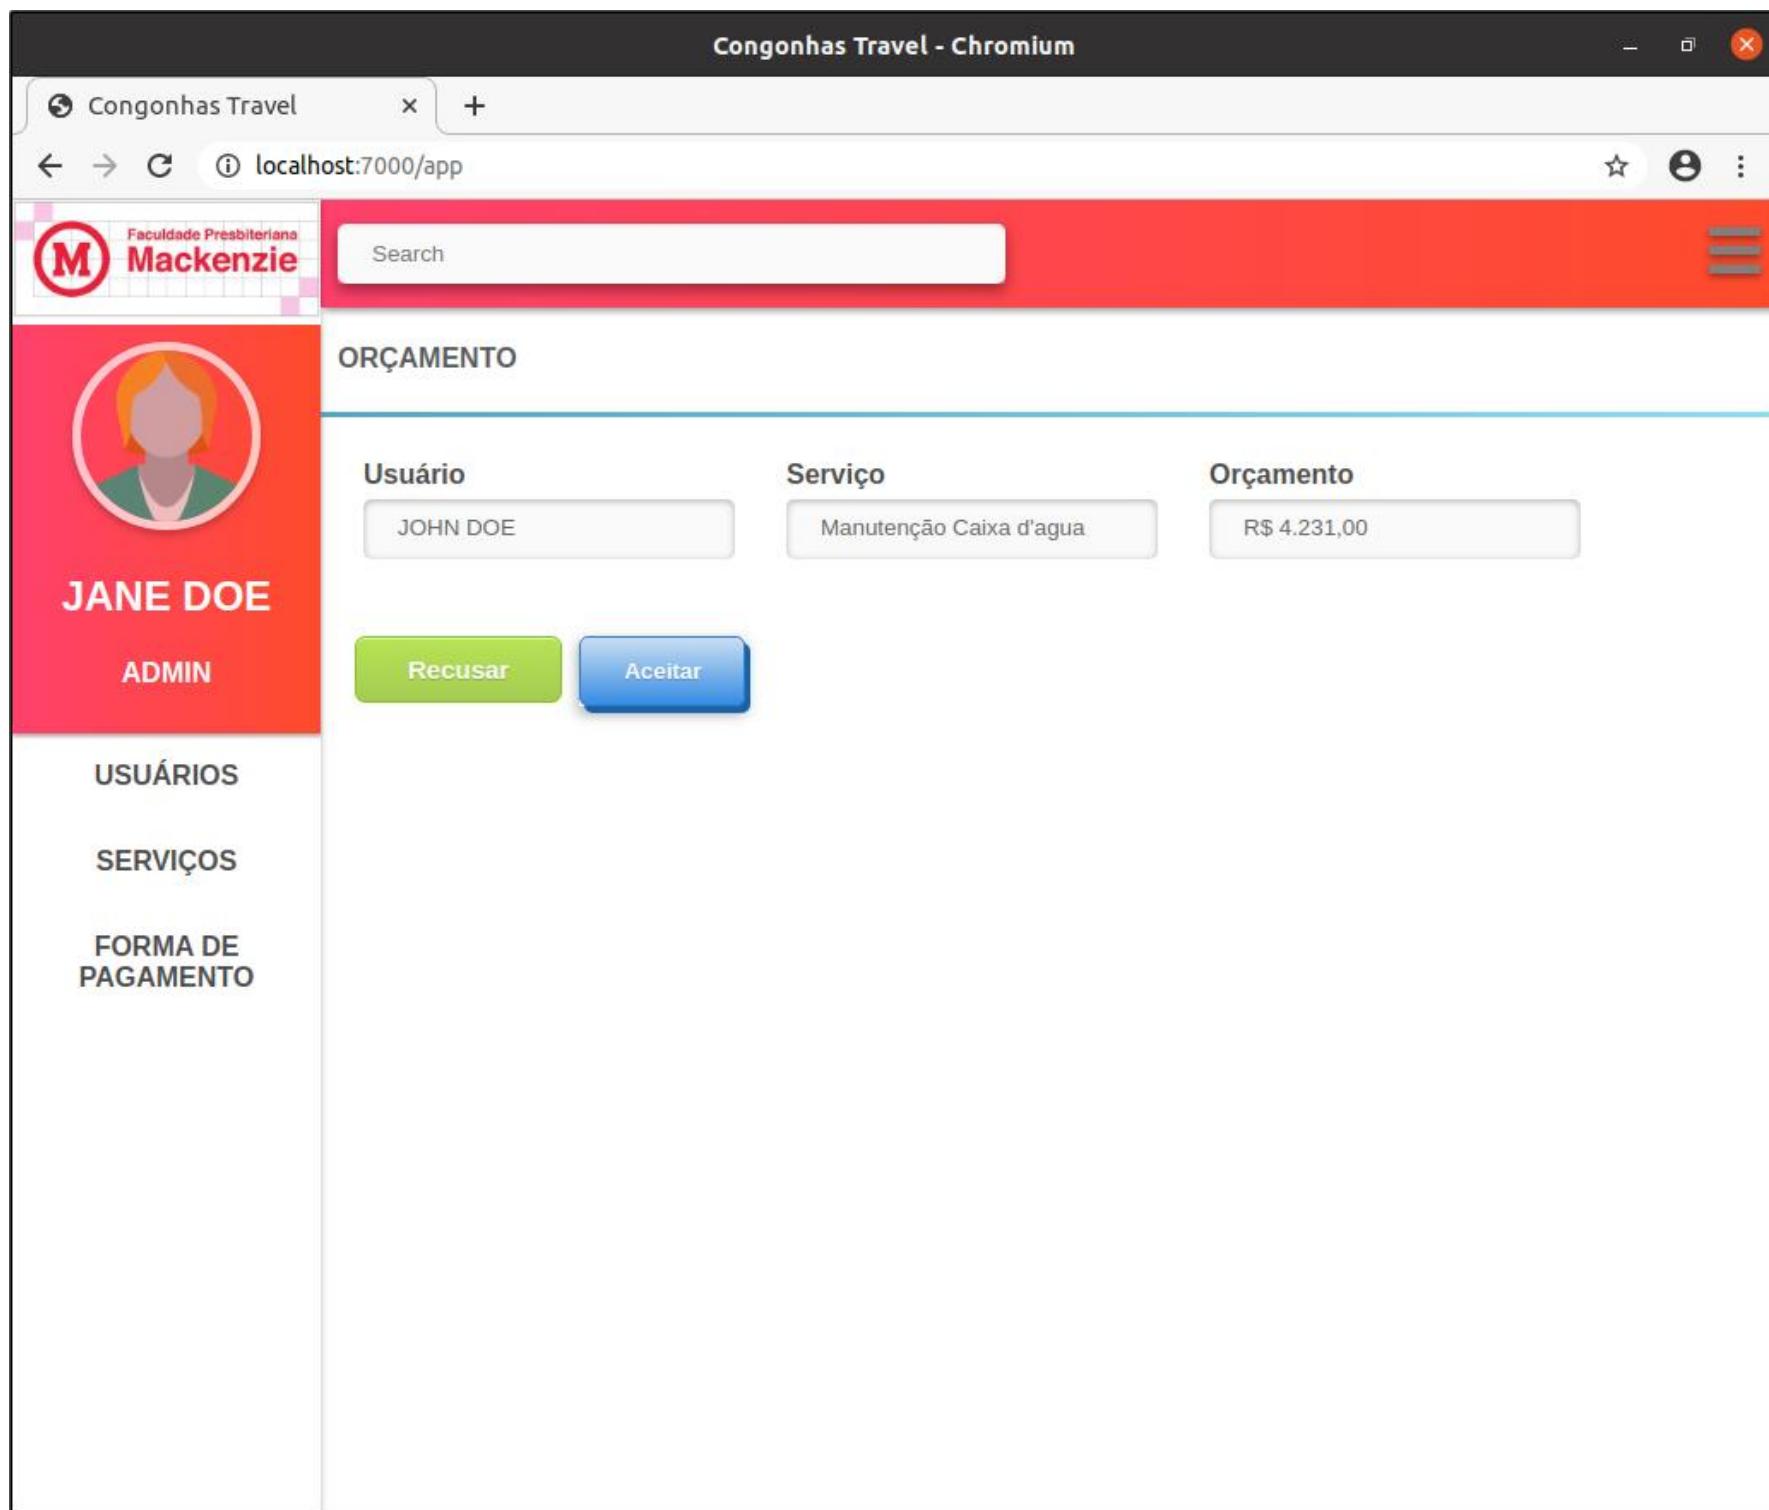 Congonhas Travel - Chromium
Congonhas Travel
localhost:7000/app
Faculdade Presbiteriana
Mackenzie
Search
JANE DOE
ADMIN
USUÁRIOS
SERVIÇOS
FORMA DE
PAGAMENTO
ORÇAMENTO
Usuário Serviço Orçamento
JOHN DOE Manutenção Caixa d'agua R$ 4.231,00
Recusar Aceitar